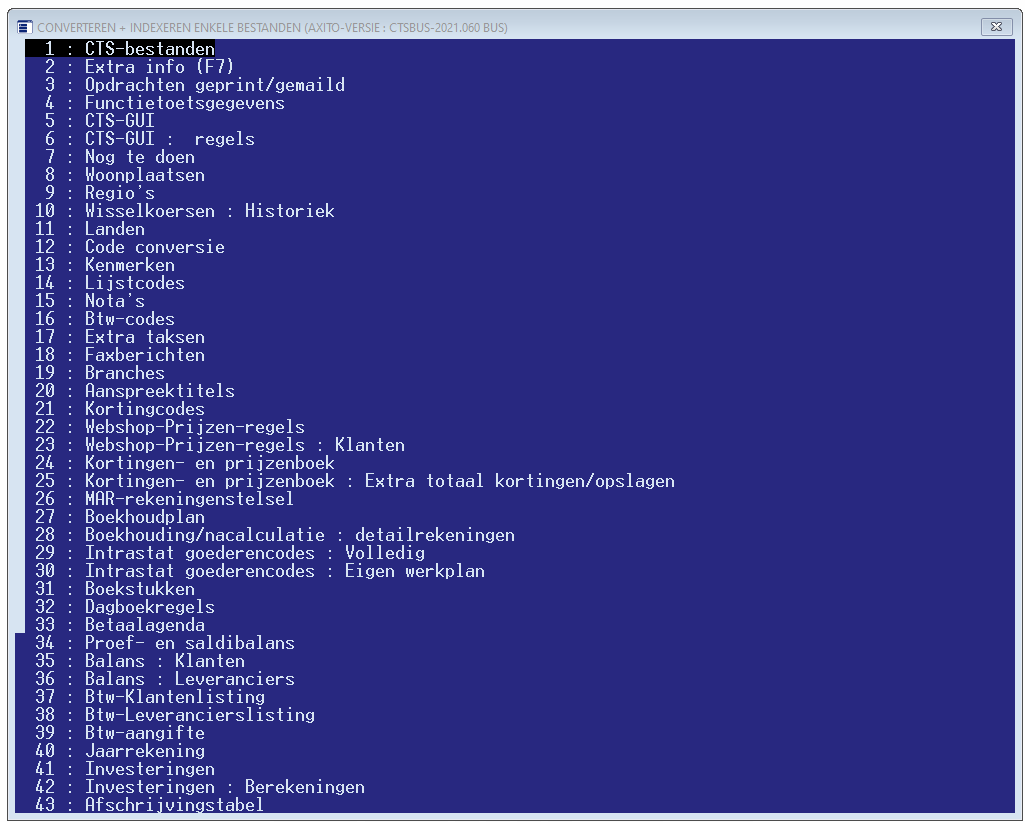 CONVERTEREN + INDEXEREN ENKELE BESTANDEN (AXITO-VERSIE : CTSBUS-2021.060 BUS)
1 : CTS-bestanden
2 : Extra info (F7)
3 : Opdrachten geprint/gemaild
4 : Functietoetsgegevens
5 : CTS-GUI
6 : CTS-GUI :  regels
7 : Nog te doen
8 : Woonplaatsen
9 : Regio's
10 : Wisselkoersen : Historiek
11 : Landen
12 : Code conversie
13 : Kenmerken
14 : Lijstcodes
15 : Nota's
16 : Btw-codes
17 : Extra taksen
18 : Faxberichten
19 : Branches
20 : Aanspreektitels
21 : Kortingcodes
22 : Webshop-Prijzen-regels
23 : Webshop-Prijzen-regels : Klanten
24 : Kortingen- en prijzenboek
25 : Kortingen- en prijzenboek : Extra totaal kortingen/opslagen
26 : MAR-rekeningenstelsel
27 : Boekhoudplan
28 : Boekhouding/nacalculatie : detailrekeningen
29 : Intrastat goederencodes : Volledig
30 : Intrastat goederencodes : Eigen werkplan
31 : Boekstukken
32 : Dagboekregels
33 : Betaalagenda
34 : Proef- en saldibalans
35 : Balans : Klanten
36 : Balans : Leveranciers
37 : Btw-Klantenlisting
38 : Btw-Leverancierslisting
39 : Btw-aangifte
40 : Jaarrekening
41 : Investeringen
42 : Investeringen : Berekeningen
43 : Afschrijvingstabel